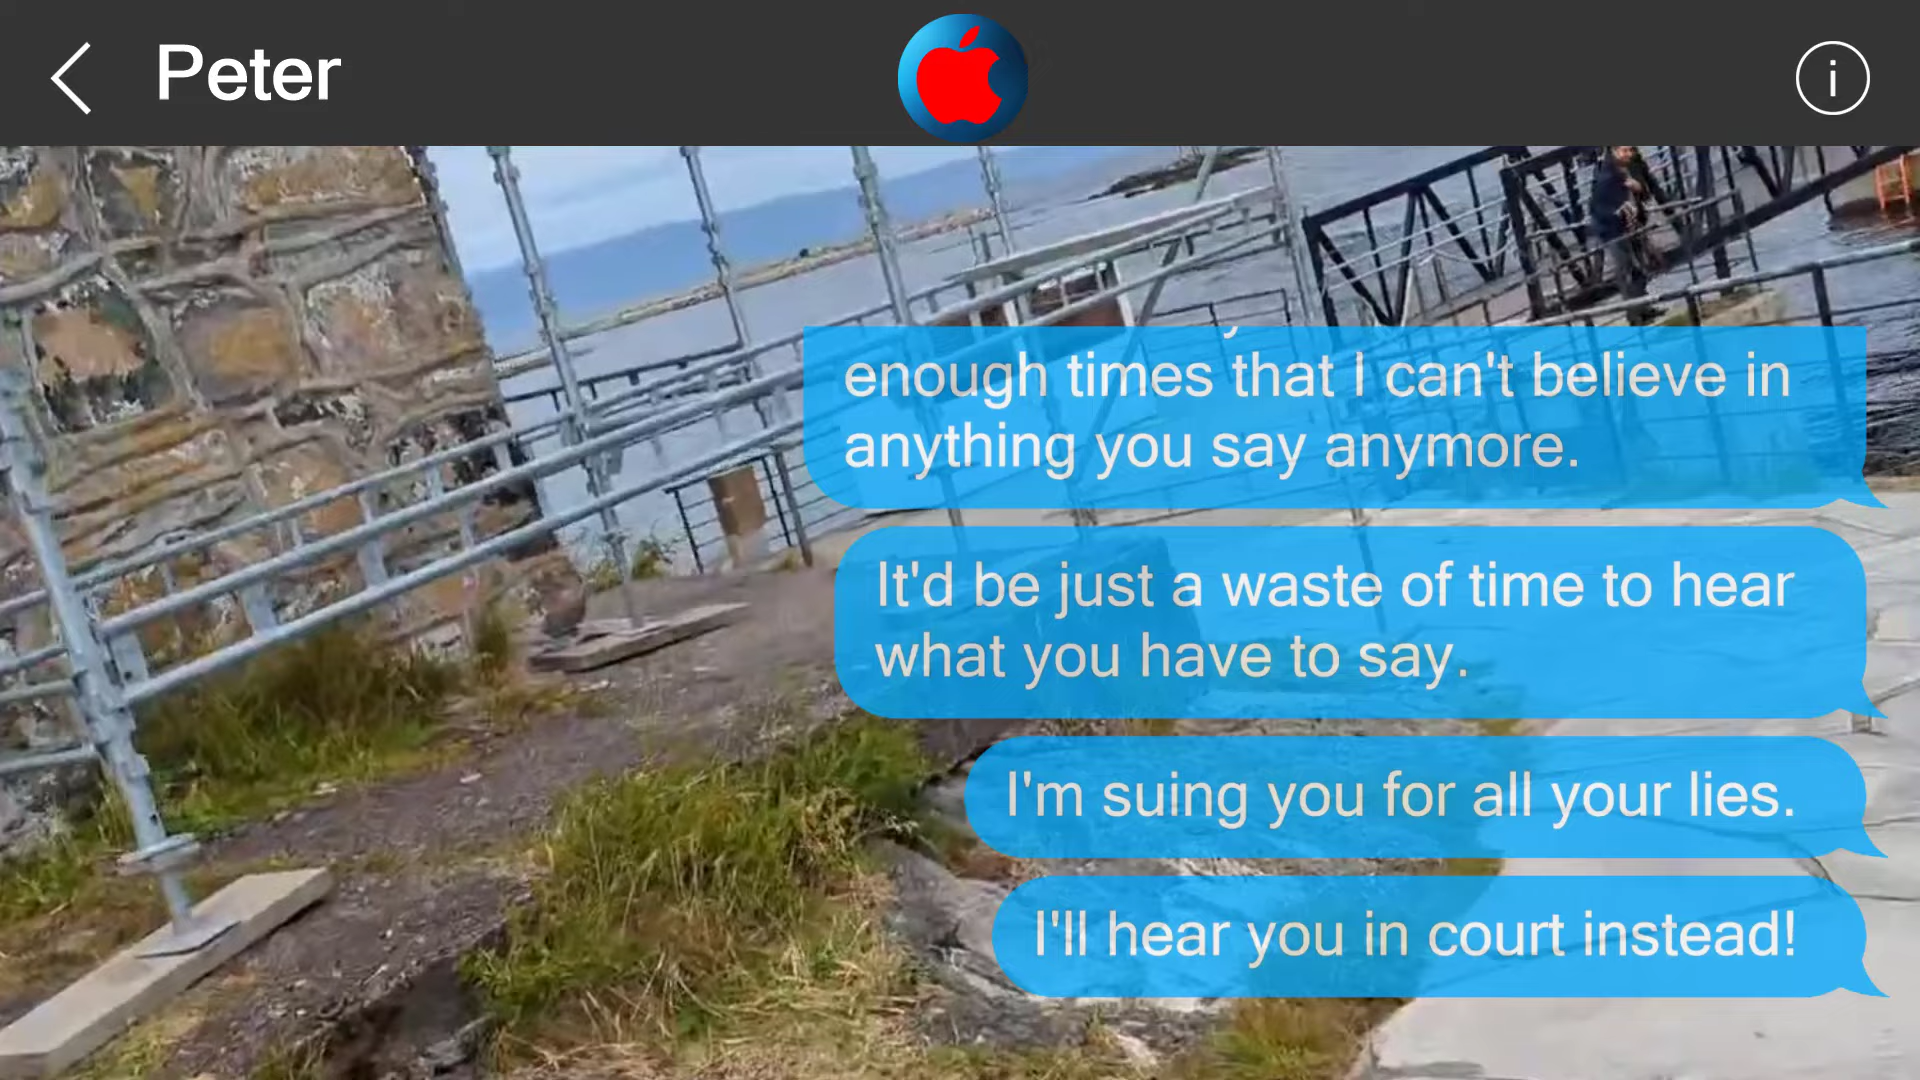 Peter
enough times that I can't believe in
anything you say anymore.
It'd be just a waste of time to hear
what you have to say.
I'm suing you for all your lies.
I'll hear you in court instead!